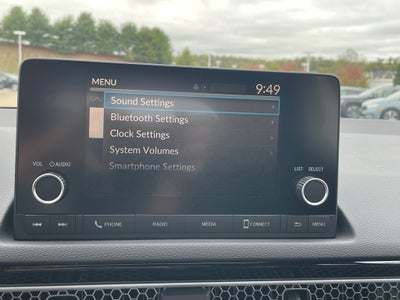 MENU
9:49
Sound Settings
Bluetooth Settings
Clock Settings
System Volumes
Smartphone Settings
VOL AUDIO
LIST SELECT
PHONE RADIO MEDIA CONNECT MENU